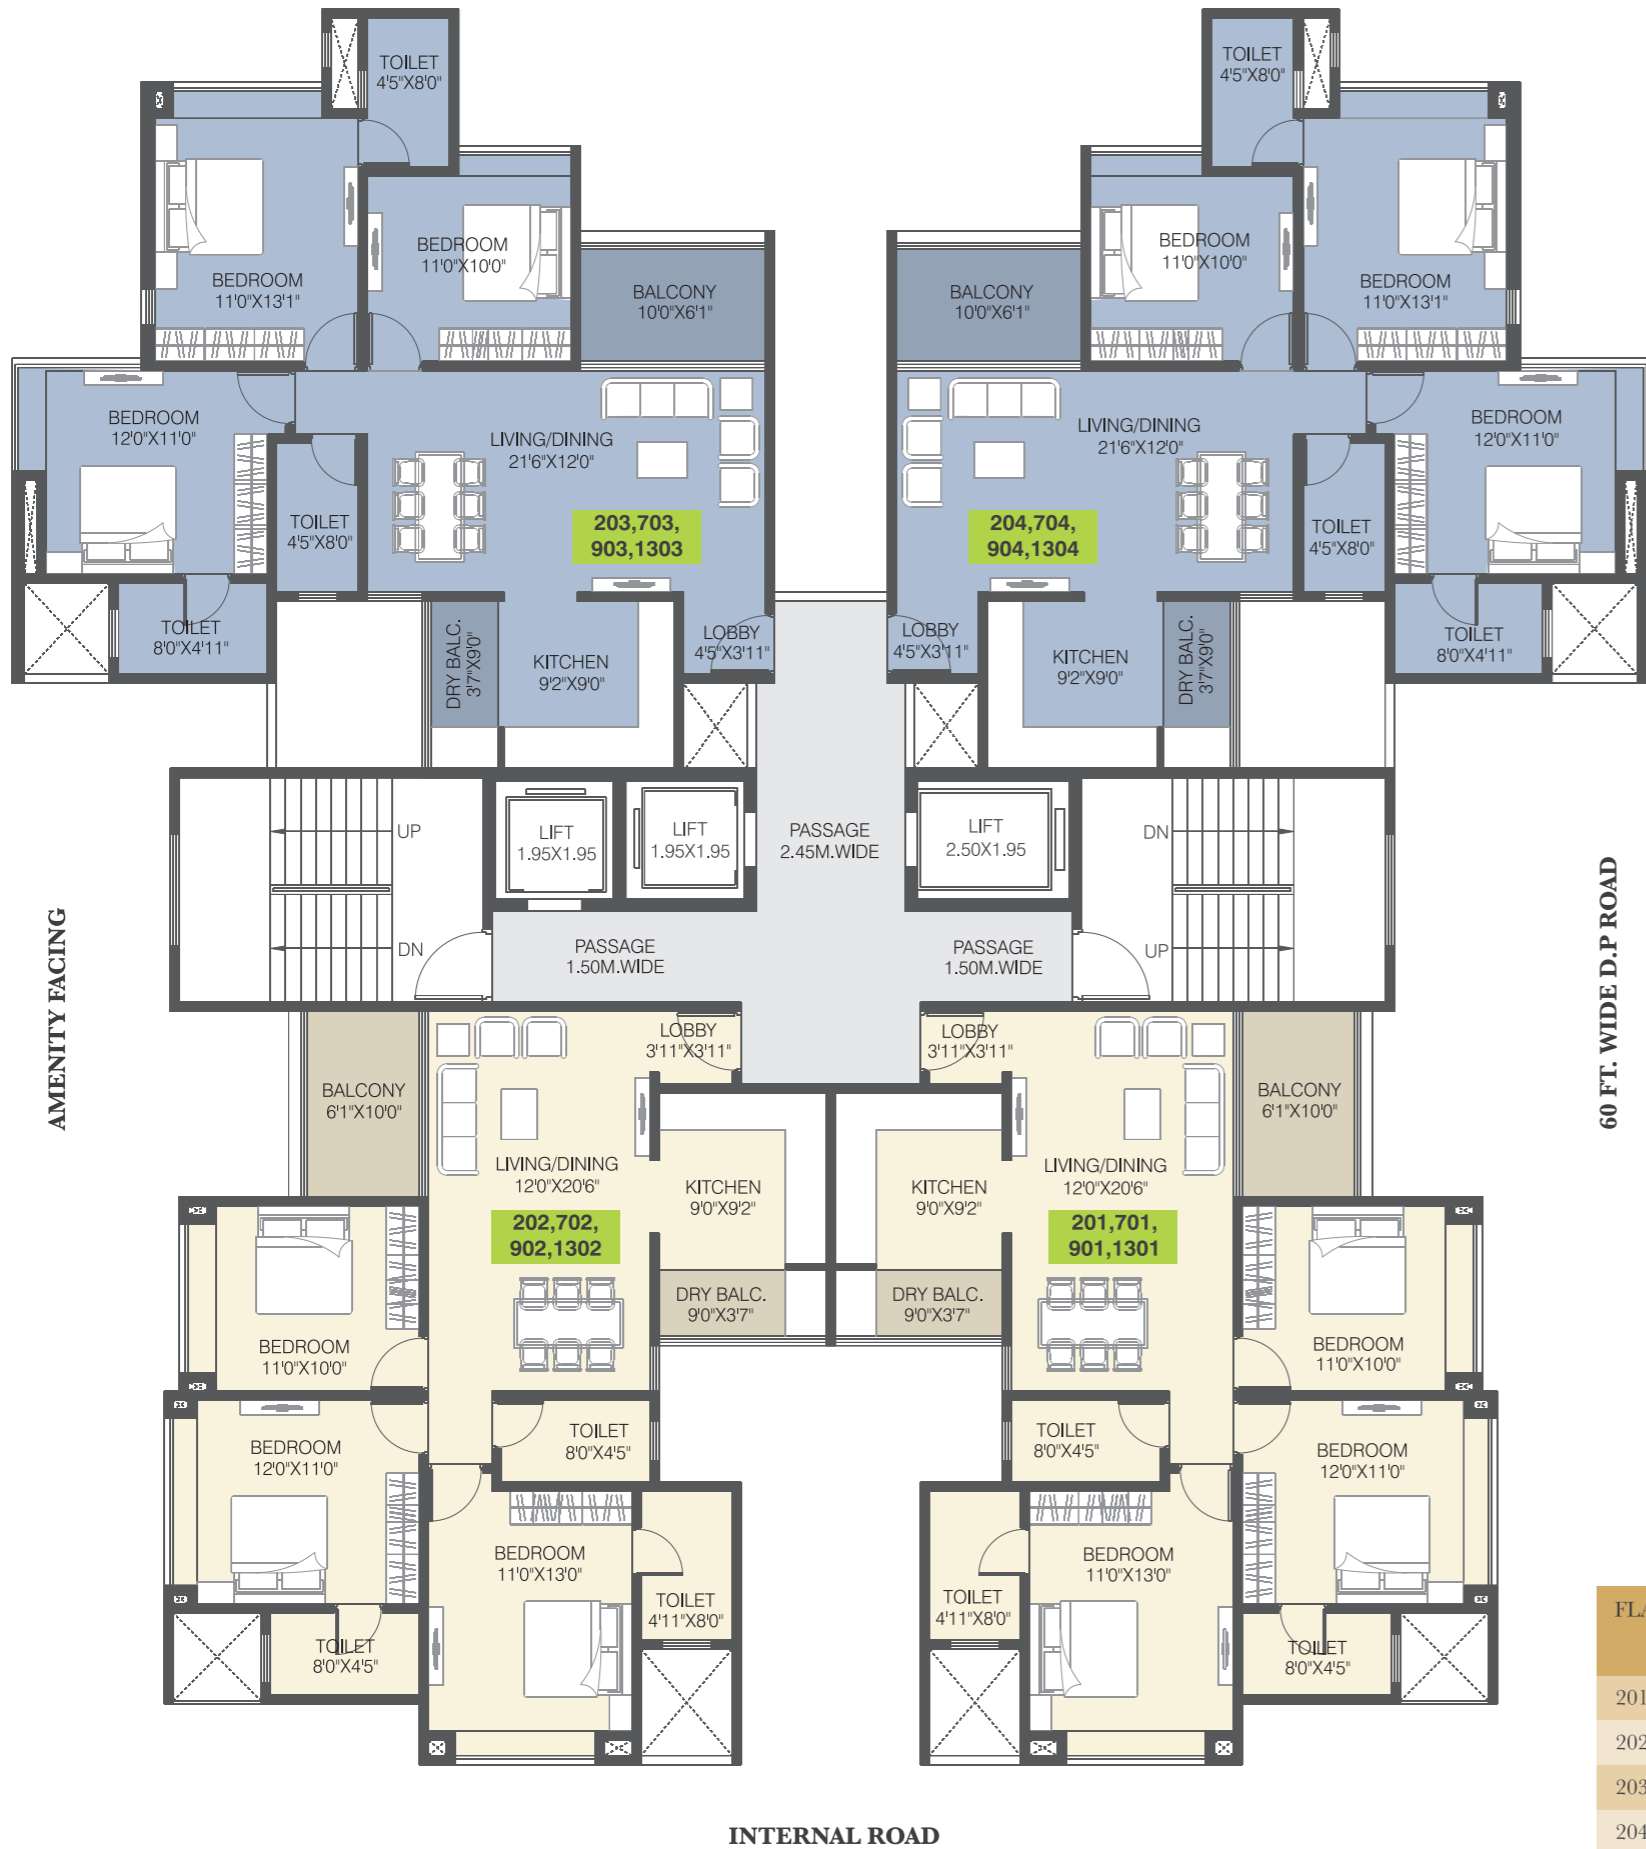 TOILET
4'5"X8'0"
TOILET
4'5"X8'0"
BEDROOM
11'0"X13'1"
BEDROOM
11'0"X10'0"
BALCONY
10'0"X6'1"
BALCONY
10'0"X6'1"
BEDROOM
11'0"X10'0"
BEDROOM
11'0"X13'1"
BEDROOM
12'0"X11'0"
LIVING/DINING
21'6"X12'0"
LIVING/DINING
21'6"X12'0"
BEDROOM
12'0"X11'0"
TOILET
4'5"X8'0"
203,703,
903,1303
204,704,
904,1304
TOILET
4'5"X8'0"
TOILET
8'0"X4'11"
DRY BALC.
3'7"X9'0"
KITCHEN
9'2"X9'0"
LOBBY
4'5"X3'11"
LOBBY
4'5"X3'11"
KITCHEN
9'2"X9'0"
DRY BALC.
3'7"X9'0"
TOILET
8'0"X4'11"
UP
LIFT
1.95X1.95
LIFT
1.95X1.95
PASSAGE
2.45M.WIDE
LIFT
2.50X1.95
DN
DN
PASSAGE
1.50M.WIDE
PASSAGE
1.50M.WIDE
UP
AMENITY FACING
60 FT. WIDE D.P ROAD
LOBBY
3'11"X3'11"
LOBBY
3'11"X3'11"
BALCONY
6'1"X10'0"
BALCONY
6'1"X10'0"
LIVING/DINING
12'0"X20'6"
KITCHEN
9'0"X9'2"
KITCHEN
9'0"X9'2"
LIVING/DINING
12'0"X20'6"
202,702,
902,1302
201,701,
901,1301
DRY BALC.
9'0"X3'7"
DRY BALC.
9'0"X3'7"
BEDROOM
11'0"X10'0"
BEDROOM
11'0"X10'0"
BEDROOM
12'0"X11'0"
TOILET
8'0"X4'5"
TOILET
8'0"X4'5"
BEDROOM
12'0"X11'0"
BEDROOM
11'0"X13'0"
TOILET
4'11"X8'0"
TOILET
4'11"X8'0"
BEDROOM
11'0"X13'0"
TOILET
8'0"X4'5"
TOILET
8'0"X4'5"
201
202
203
204
INTERNAL ROAD